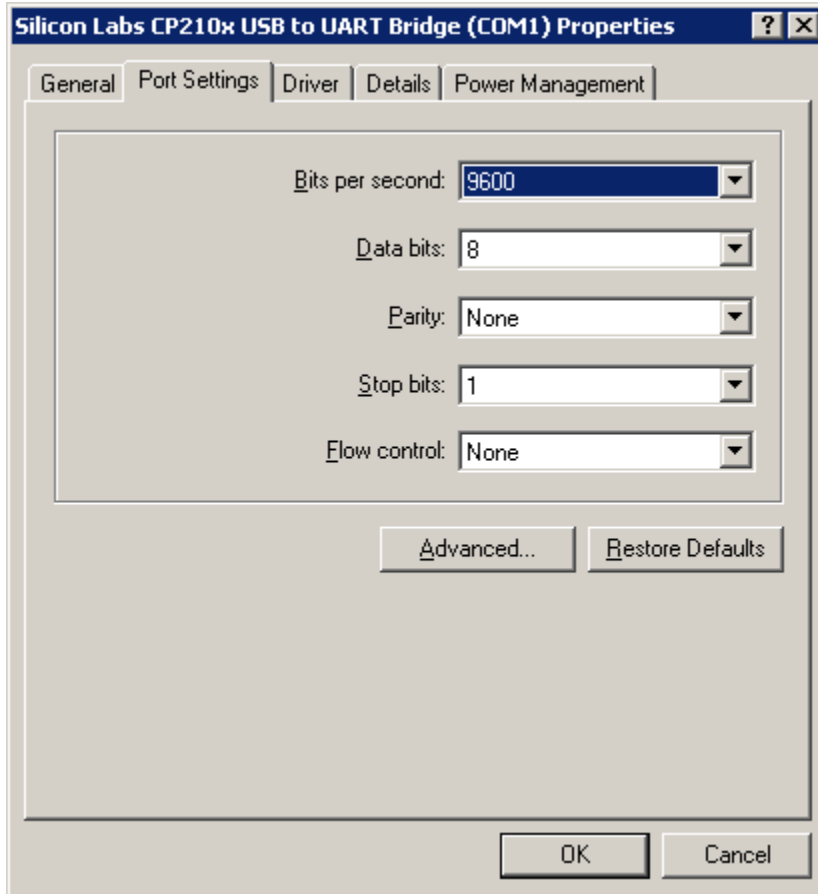 Silicon Labs CP210x USB to UART Bridge (COM1) Properties ?
General Port Settings Driver Details Power Management
Bits per second: 9600
Data bits: 8
Parity: None
Stop bits: 1
Flow control: None
Advanced... Restore Defaults
OK Cancel